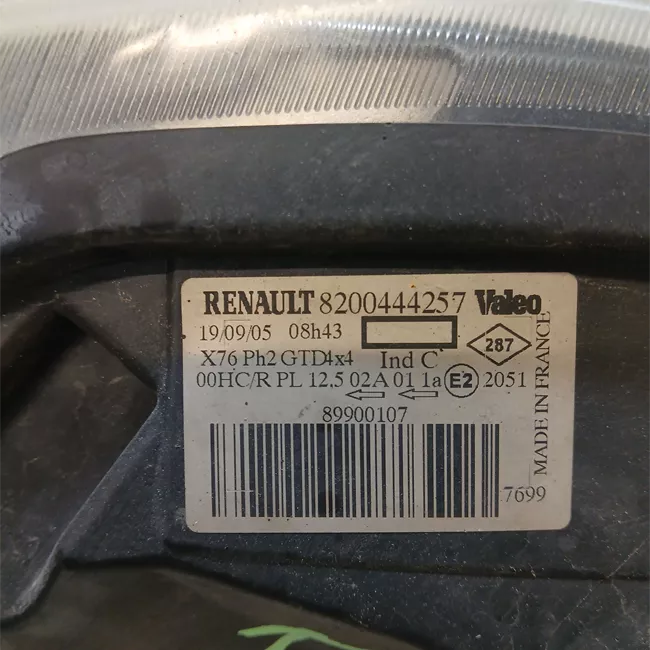 RENAULT 8200444257 Valeo
19/09/05 08h43
287
X76 Ph2 GTD4x4 Ind C
00HC/R PL 12.5 02A 01 1a E2 2051
89900107
7699
MADE IN FRANCE